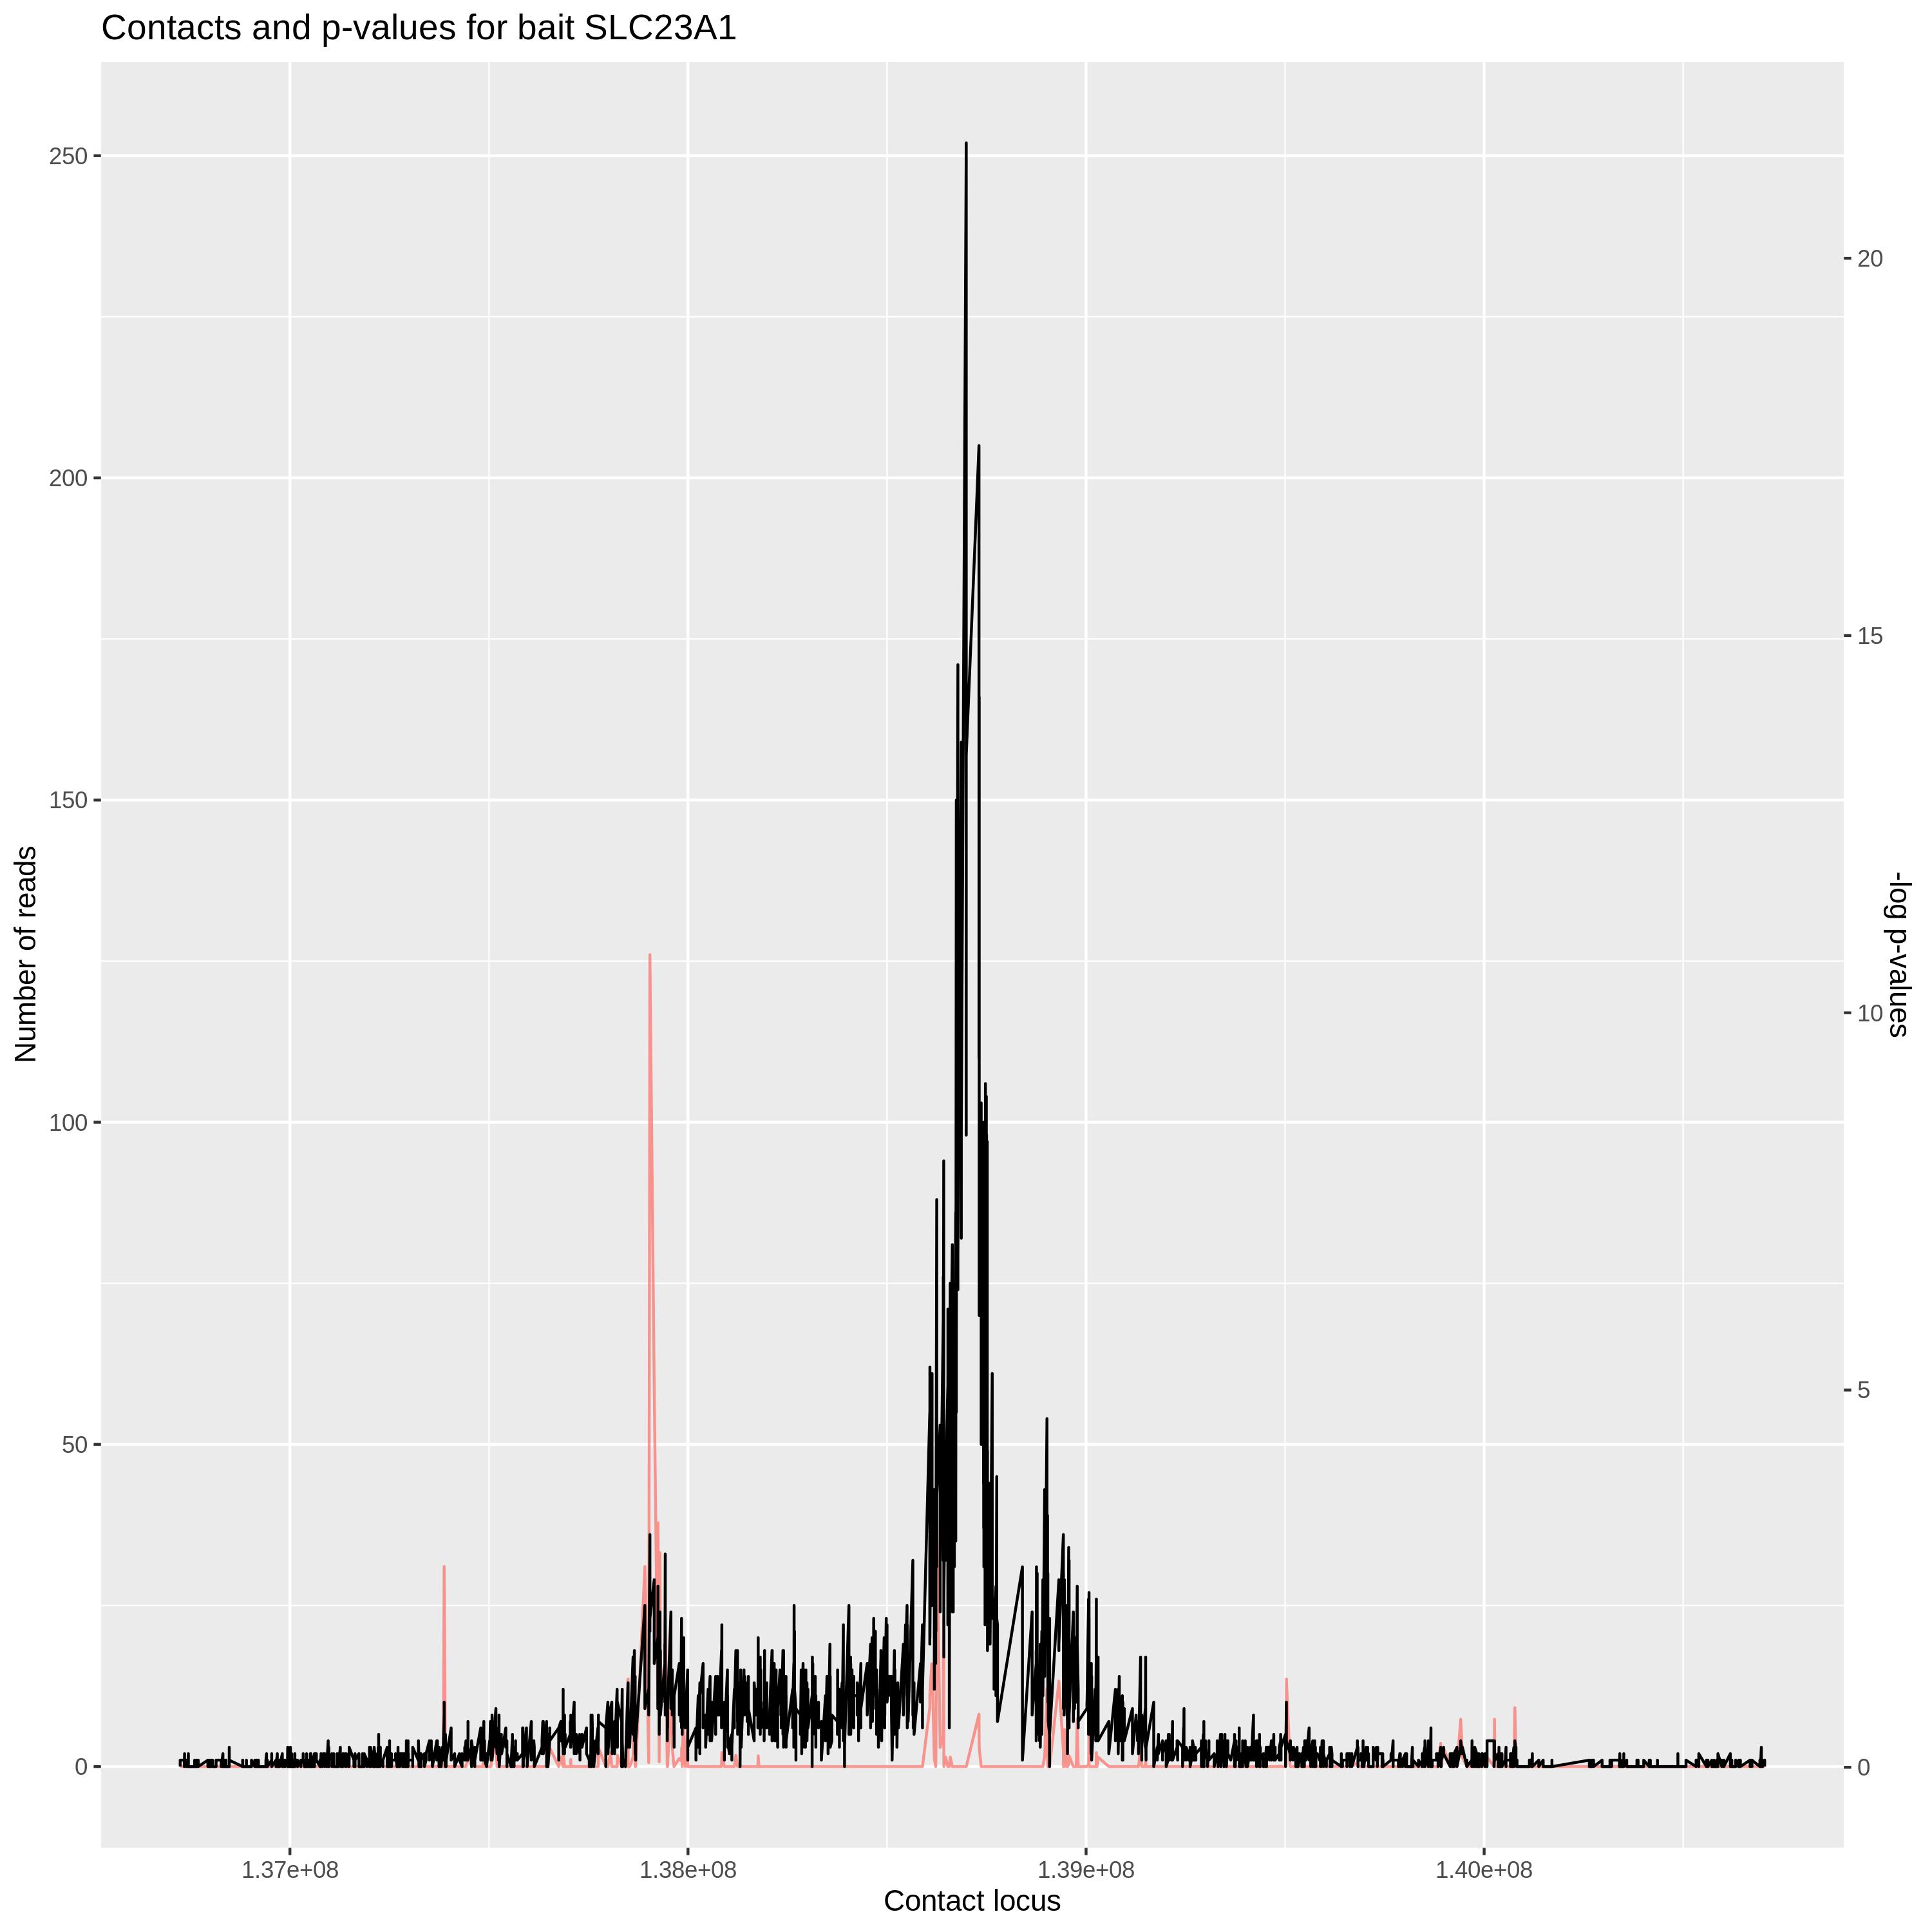 Contacts and p-values for bait SLC23A1
250
200
150
100
50
0
Number of reads
20
15
10
5
0
-log p-values
1.37e+08
1.38e+08
1.39e+08
1.40e+08
Contact locus